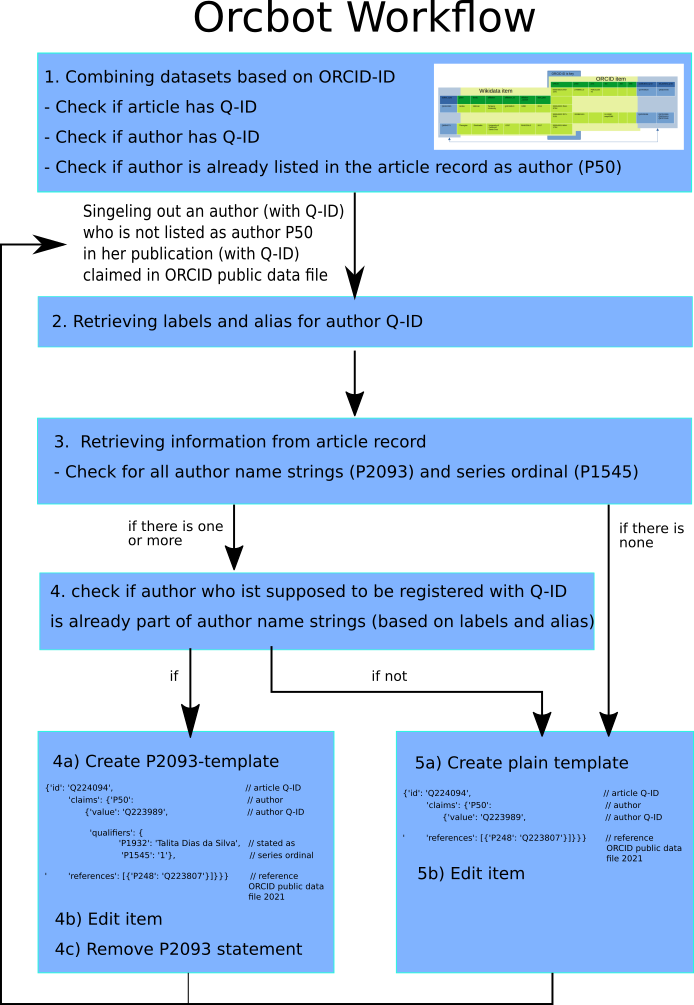 Orcbot Workflow
1. Combining datasets based on ORCID-ID
- Check if article has Q-ID
- Check if author has Q-ID
- Check if author is already listed in the article record as author (P50)
Wikidata item
ORCID item
Singeling out an author (with Q-ID)
who is not listed as author P50
in her publication (with Q-ID)
claimed in ORCID public data file
2. Retrieving labels and alias for author Q-ID
3. Retrieving information from article record
- Check for all author name strings (P2093) and series ordinal (P1545)
if there is one
or more
if there is
none
4. check if author who ist supposed to be registered with Q-ID
is already part of author name strings (based on labels and alias)
if
if not
4a) Create P2093-template
{'id': 'Q224094', // article Q-ID
'claims': {'P50': // author
{'value': 'Q223989', // author Q-ID
'qualifiers': {
'P1932': 'Talita Dias da Silva', // stated as
'P1545': '1'}, // series ordinal
' 'references': [{'P248': 'Q223807'}]}}} // reference
ORCID public data
file 2021
4b) Edit item
4c) Remove P2093 statement
5a) Create plain template
{'id': 'Q224094', // article Q-ID
'claims': {'P50': // author
{'value': 'Q223989', // author Q-ID
' 'references': [{'P248': 'Q223807'}]}}} // reference
ORCID public data
file 2021
5b) Edit item